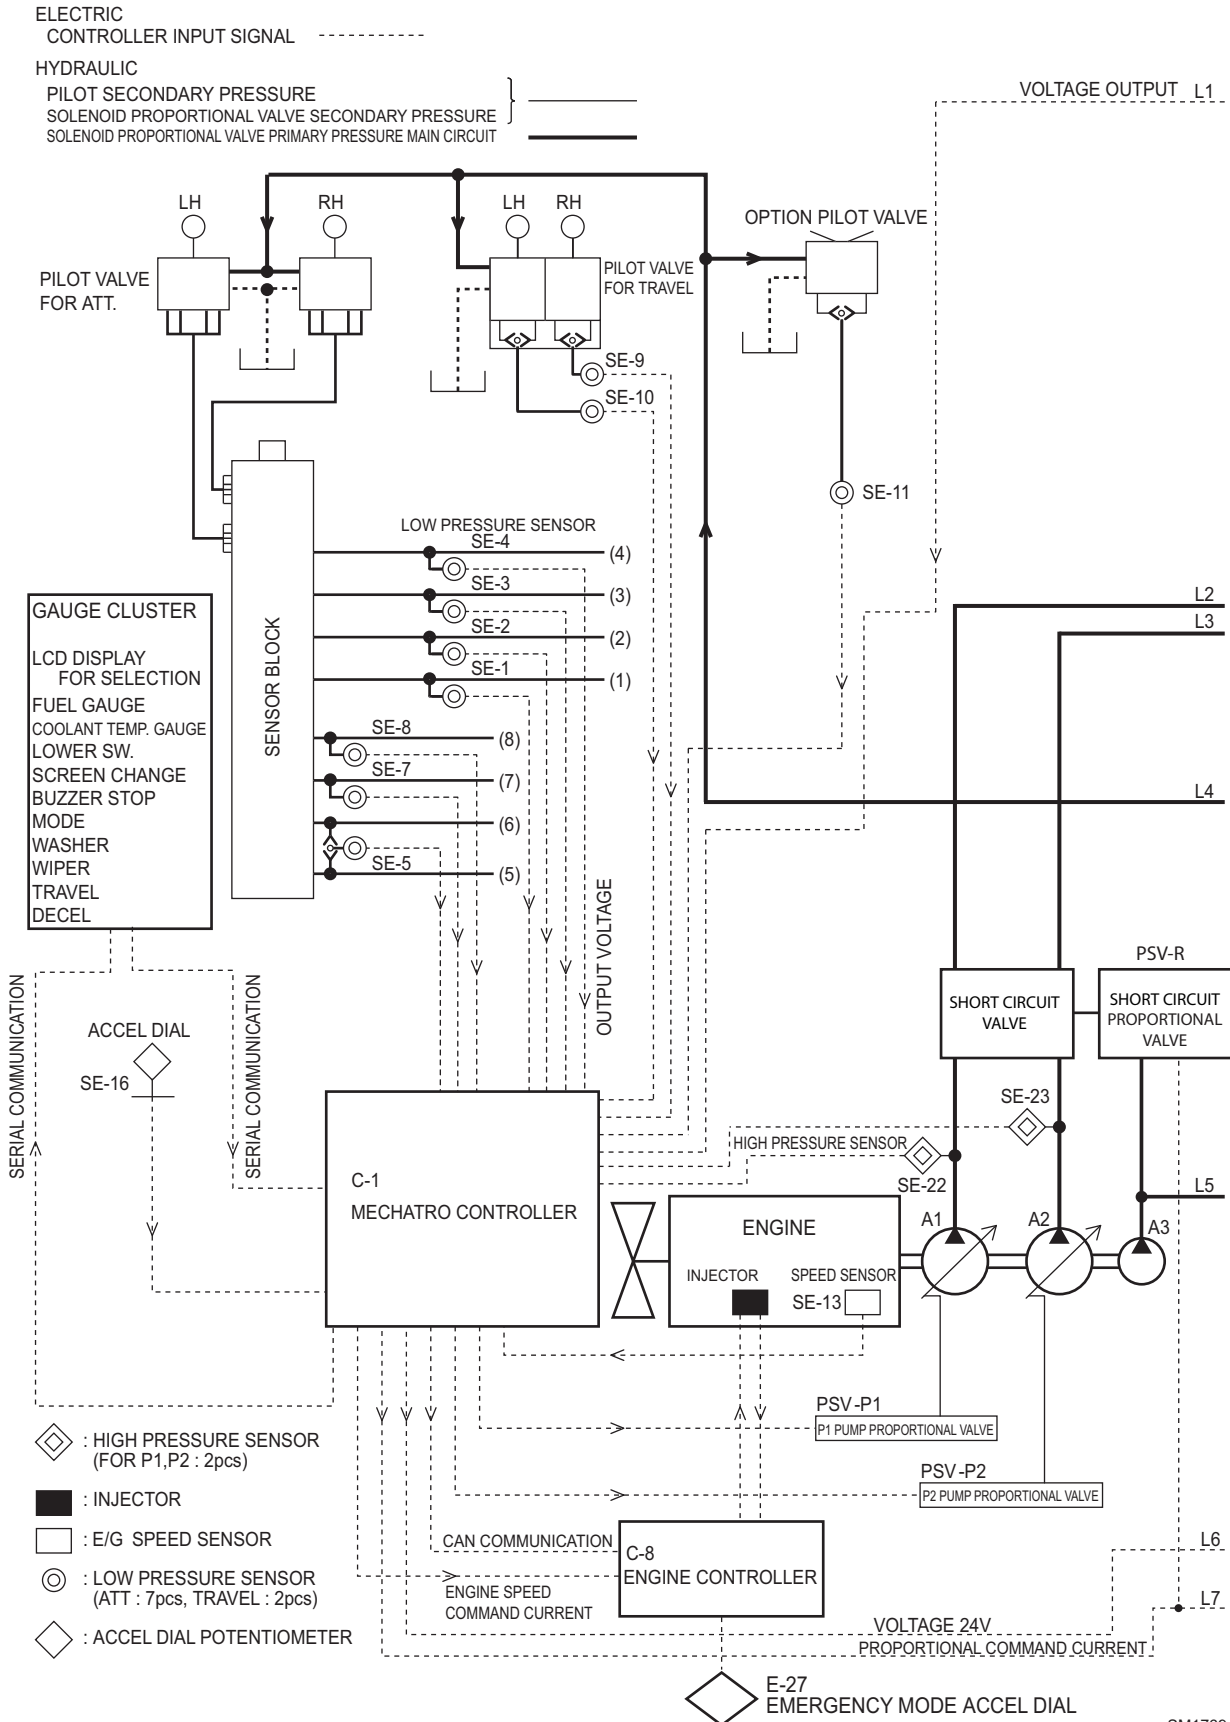 ELECTRIC
CONTROLLER INPUT SIGNAL
HYDRAULIC
PILOT SECONDARY PRESSURE
SOLENOID PROPORTIONAL VALVE SECONDARY PRESSURE
SOLENOID PROPORTIONAL VALVE PRIMARY PRESSURE MAIN CIRCUIT
VOLTAGE OUTPUT L1
LH
RH
LH
RH
OPTION PILOT VALVE
PILOT VALVE
FOR ATT.
PILOT VALVE
FOR TRAVEL
SE-9
SE-10
SE-11
LOW PRESSURE SENSOR
SE-4
(4)
SE-3
(3)
SE-2
(2)
SE-1
(1)
SE-8
(8)
SE-7
(7)
(6)
SE-5
(5)
SENSOR BLOCK
L2
L3
L4
GAUGE CLUSTER
LCD DISPLAY
FOR SELECTION
FUEL GAUGE
COOLANT TEMP. GAUGE
LOWER SW.
SCREEN CHANGE
BUZZER STOP
MODE
WASHER
WIPER
TRAVEL
DECEL
OUTPUT VOLTAGE
SERIAL COMMUNICATION
SERIAL COMMUNICATION
ACCEL DIAL
SE-16
PSV-R
SHORT CIRCUIT
VALVE
SHORT CIRCUIT
PROPORTIONAL
VALVE
SE-23
HIGH PRESSURE SENSOR
SE-22
L5
C-1
MECHATRO CONTROLLER
ENGINE
INJECTOR
SPEED SENSOR
SE-13
A1
A2
A3
PSV-P1
P1 PUMP PROPORTIONAL VALVE
PSV-P2
P2 PUMP PROPORTIONAL VALVE
: HIGH PRESSURE SENSOR
(FOR P1,P2 : 2pcs)
: INJECTOR
: E/G SPEED SENSOR
: LOW PRESSURE SENSOR
(ATT : 7pcs, TRAVEL : 2pcs)
: ACCEL DIAL POTENTIOMETER
CAN COMMUNICATION
C-8
ENGINE CONTROLLER
ENGINE SPEED
COMMAND CURRENT
L6
L7
VOLTAGE 24V
PROPORTIONAL COMMAND CURRENT
E-27
EMERGENCY MODE ACCEL DIAL